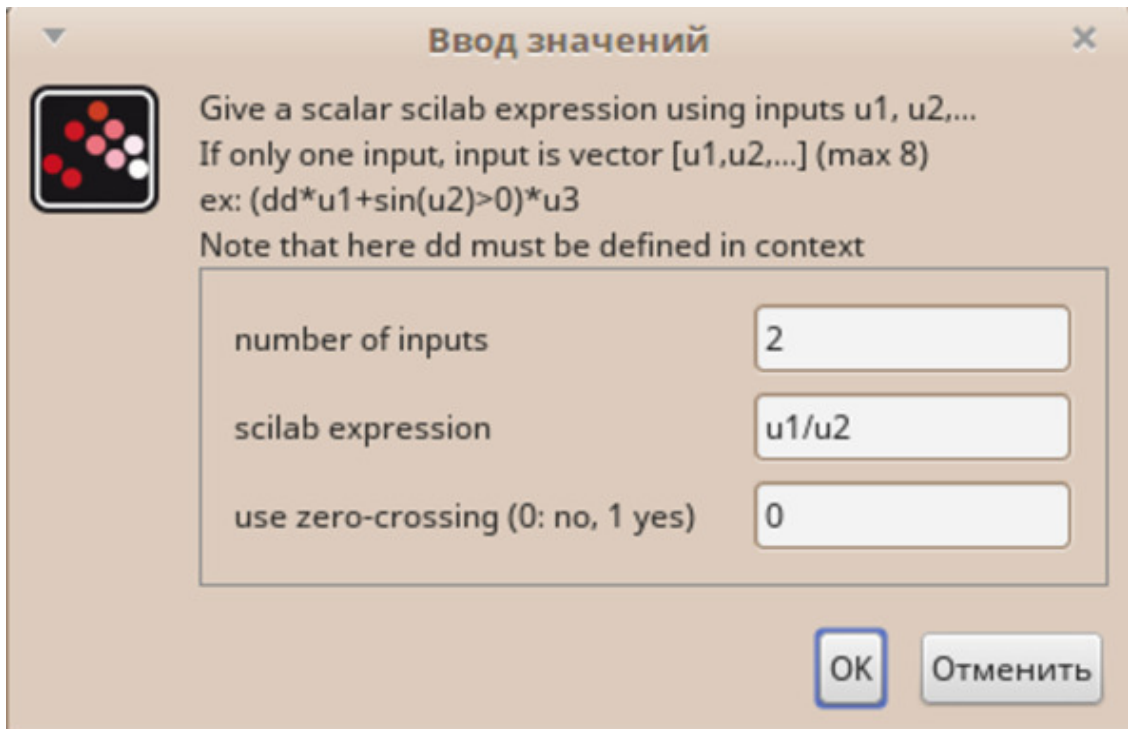 Ввод значений
Give a scalar scilab expression using inputs u1, u2,...
If only one input, input is vector [u1,u2,...] (max 8)
ex: (dd*u1+sin(u2)>0)*u3
Note that here dd must be defined in context
number of inputs 2
scilab expression u1/u2
use zero-crossing (0: no, 1 yes) 0
OK Отменить